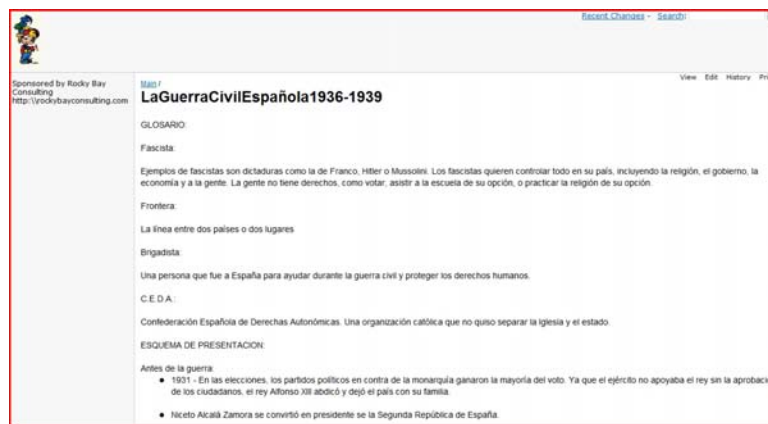 Recent Changes - Search:
Sponsored by Rocky Bay
Consulting
http:\\rockybayconsulting.com
View Edit History
Main /
LaGuerraCivilEspañola1936-1939
GLOSARIO:
Fascista:
Ejemplos de fascistas son dictaduras como la de Franco, Hitler o Mussolini. Los fascistas quieren controlar todo en su país, incluyendo la religión, el gobierno, la
economía y a la gente. La gente no tiene derechos, como votar, asistir a la escuela de su opción, o practicar la religión de su opción.
Frontera:
La línea entre dos países o dos lugares
Brigadista:
Una persona que fue a España para ayudar durante la guerra civil y proteger los derechos humanos.
C.E.D.A.:
Confederación Española de Derechas Autonómicas. Una organización católica que no quiso separar la Iglesia y el estado.
ESQUEMA DE PRESENTACION:
Antes de la guerra:
• 1931 - En las elecciones, los partidos políticos en contra de la monarquía ganaron la mayoría del voto. Ya que el ejército no apoyaba el rey sin la aprobaci
de los ciudadanos, el rey Alfonso XIII abdicó y dejó el país con su familia.
• Niceto Alcalá Zamora se convirtió en presidente se la Segunda República de España.